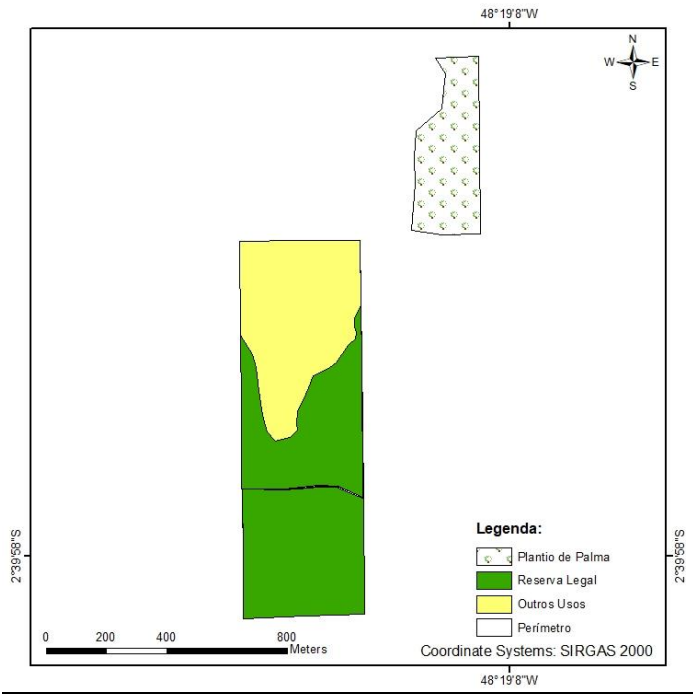 48°19'8"W
N
W E
S
2°39'58"S
2°39'58"S
Legenda:
Plantio de Palma
Reserva Legal
Outros Usos
Perímetro
0 200 400 800
Meters
Coordinate Systems: SIRGAS 2000
48°19'8"W